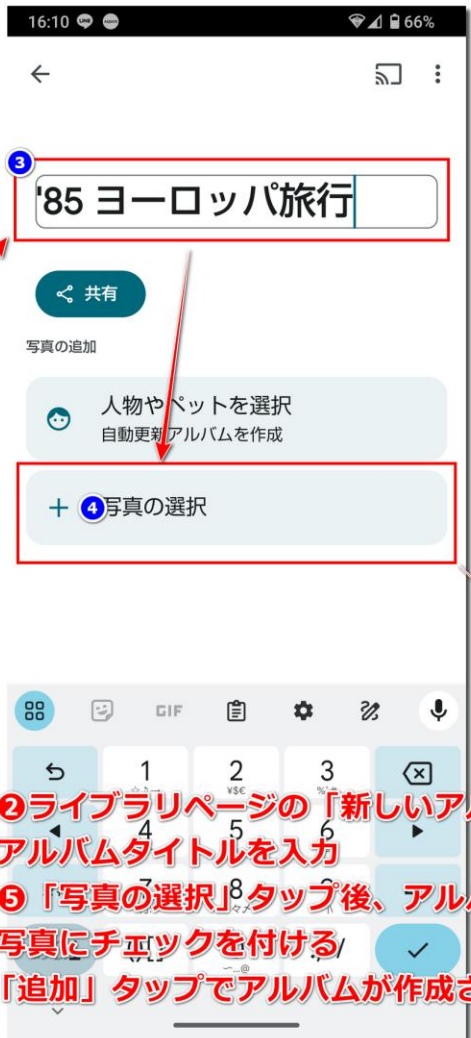 16:10
66%
3
'85 ヨーロッパ旅行
共有
写真の追加
人物やペットを選択
自動更新アルバムを作成
+ 4 写真の選択
GIF
1 2 3
¥$€
4 5 6
❷ライブラリページの「新しいアル
アルバムタイトルを入力
8
❺「写真の選択」タップ後、アル
写真にチェックを付ける
「追加」タップでアルバムが作成さ